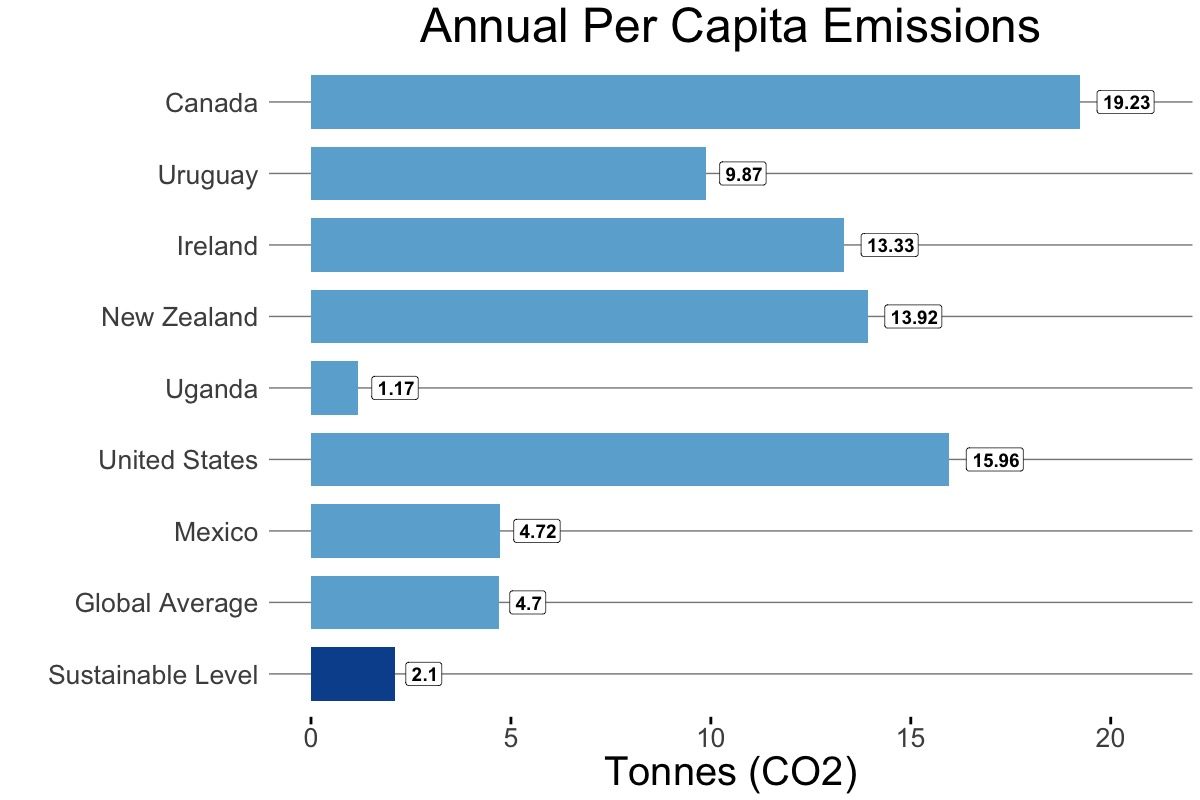 Annual Per Capita Emissions
Canada 19.23
Uruguay 9.87
Ireland 13.33
New Zealand 13.92
Uganda 1.17
United States 15.96
Mexico 4.72
Global Average 4.7
Sustainable Level 2.1
0 5 10 15 20
Tonnes (CO2)